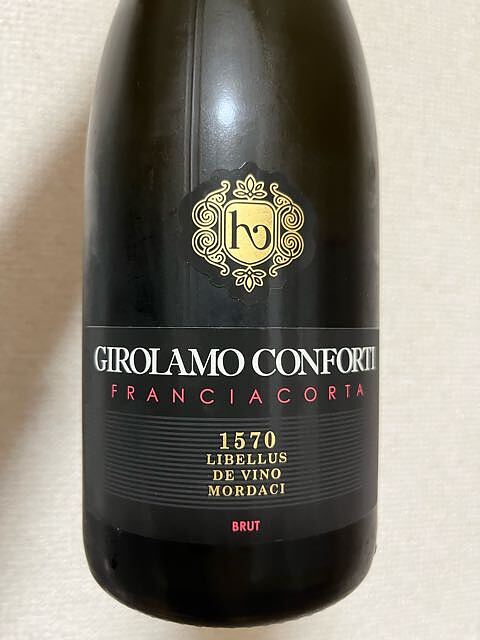 GIROLAMO CONFORTI
FRANCIACORTA
1570
LIBELLUS
DE VINO
MORDACI
BRUT